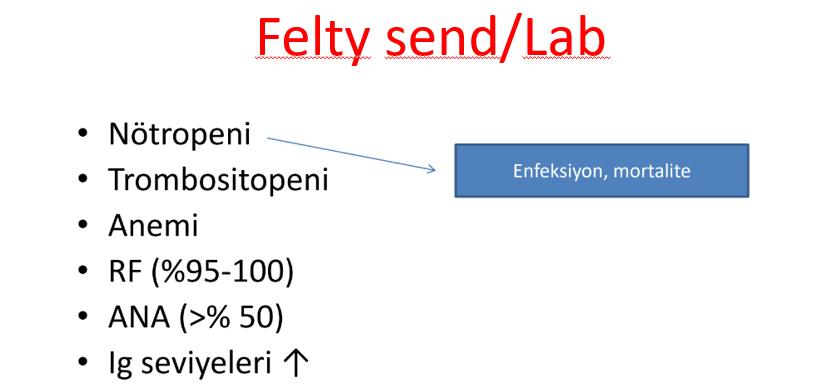 Felty send/Lab
• Nötropeni
Enfeksiyon, mortalite
• Trombositopeni
• Anemi
• RF (%95-100)
• ANA (>% 50)
• Ig seviyeleri ↑